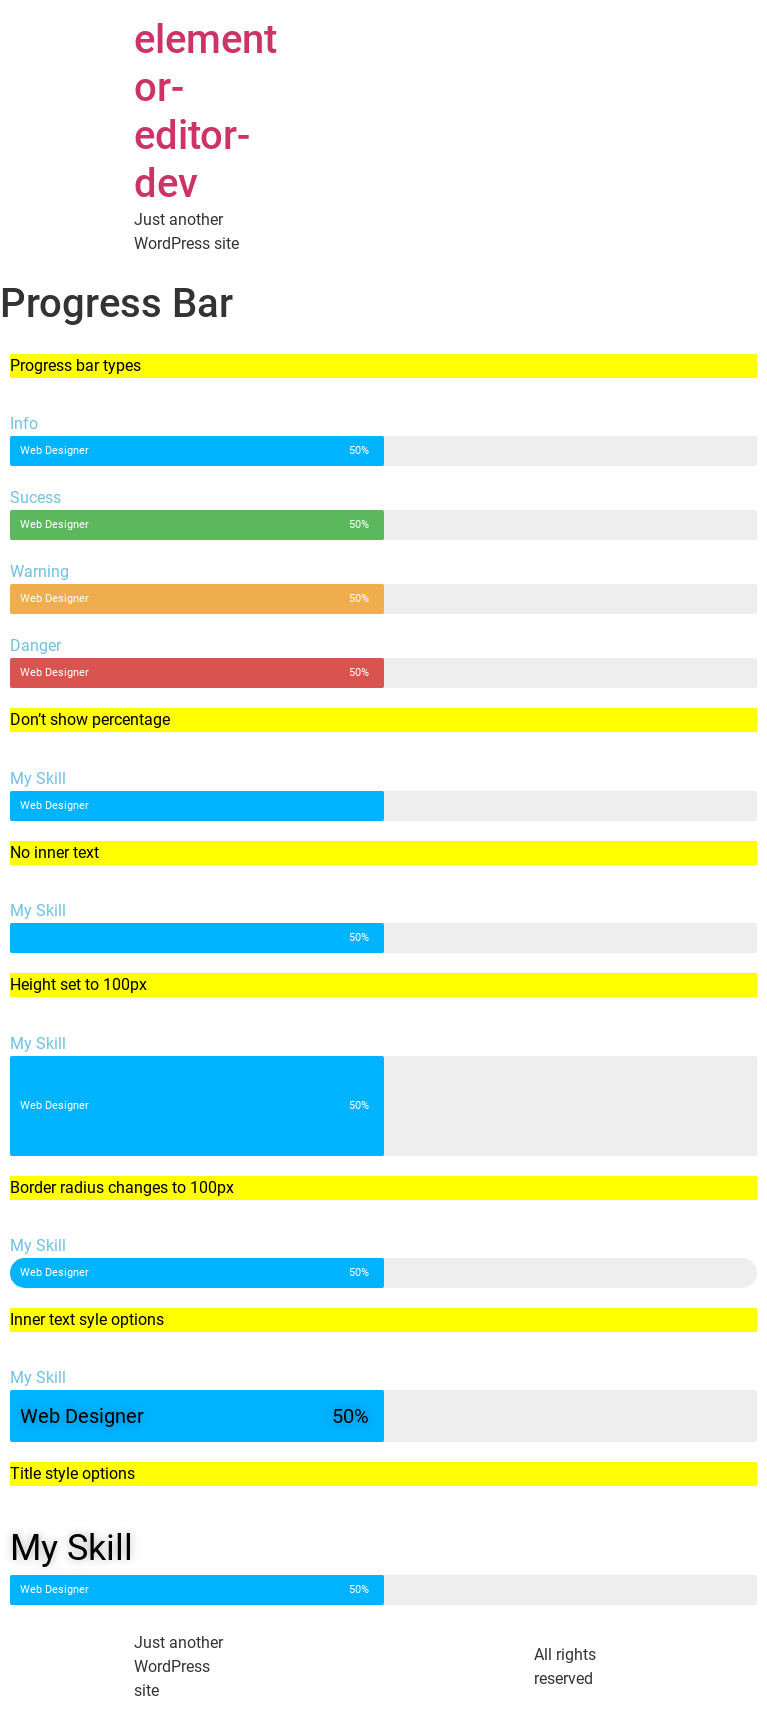 element
or-
editor-
dev
Just another
WordPress site
Progress Bar
Progress bar types
Info
Web Designer 50%
Sucess
Web Designer 50%
Warning
Web Designer 50%
Danger
Web Designer 50%
Don’t show percentage
My Skill
Web Designer
No inner text
My Skill
50%
Height set to 100px
My Skill
Web Designer 50%
Border radius changes to 100px
My Skill
Web Designer 50%
Inner text syle options
My Skill
Web Designer 50%
Title style options
My Skill
Web Designer 50%
Just another
WordPress
site
All rights
reserved